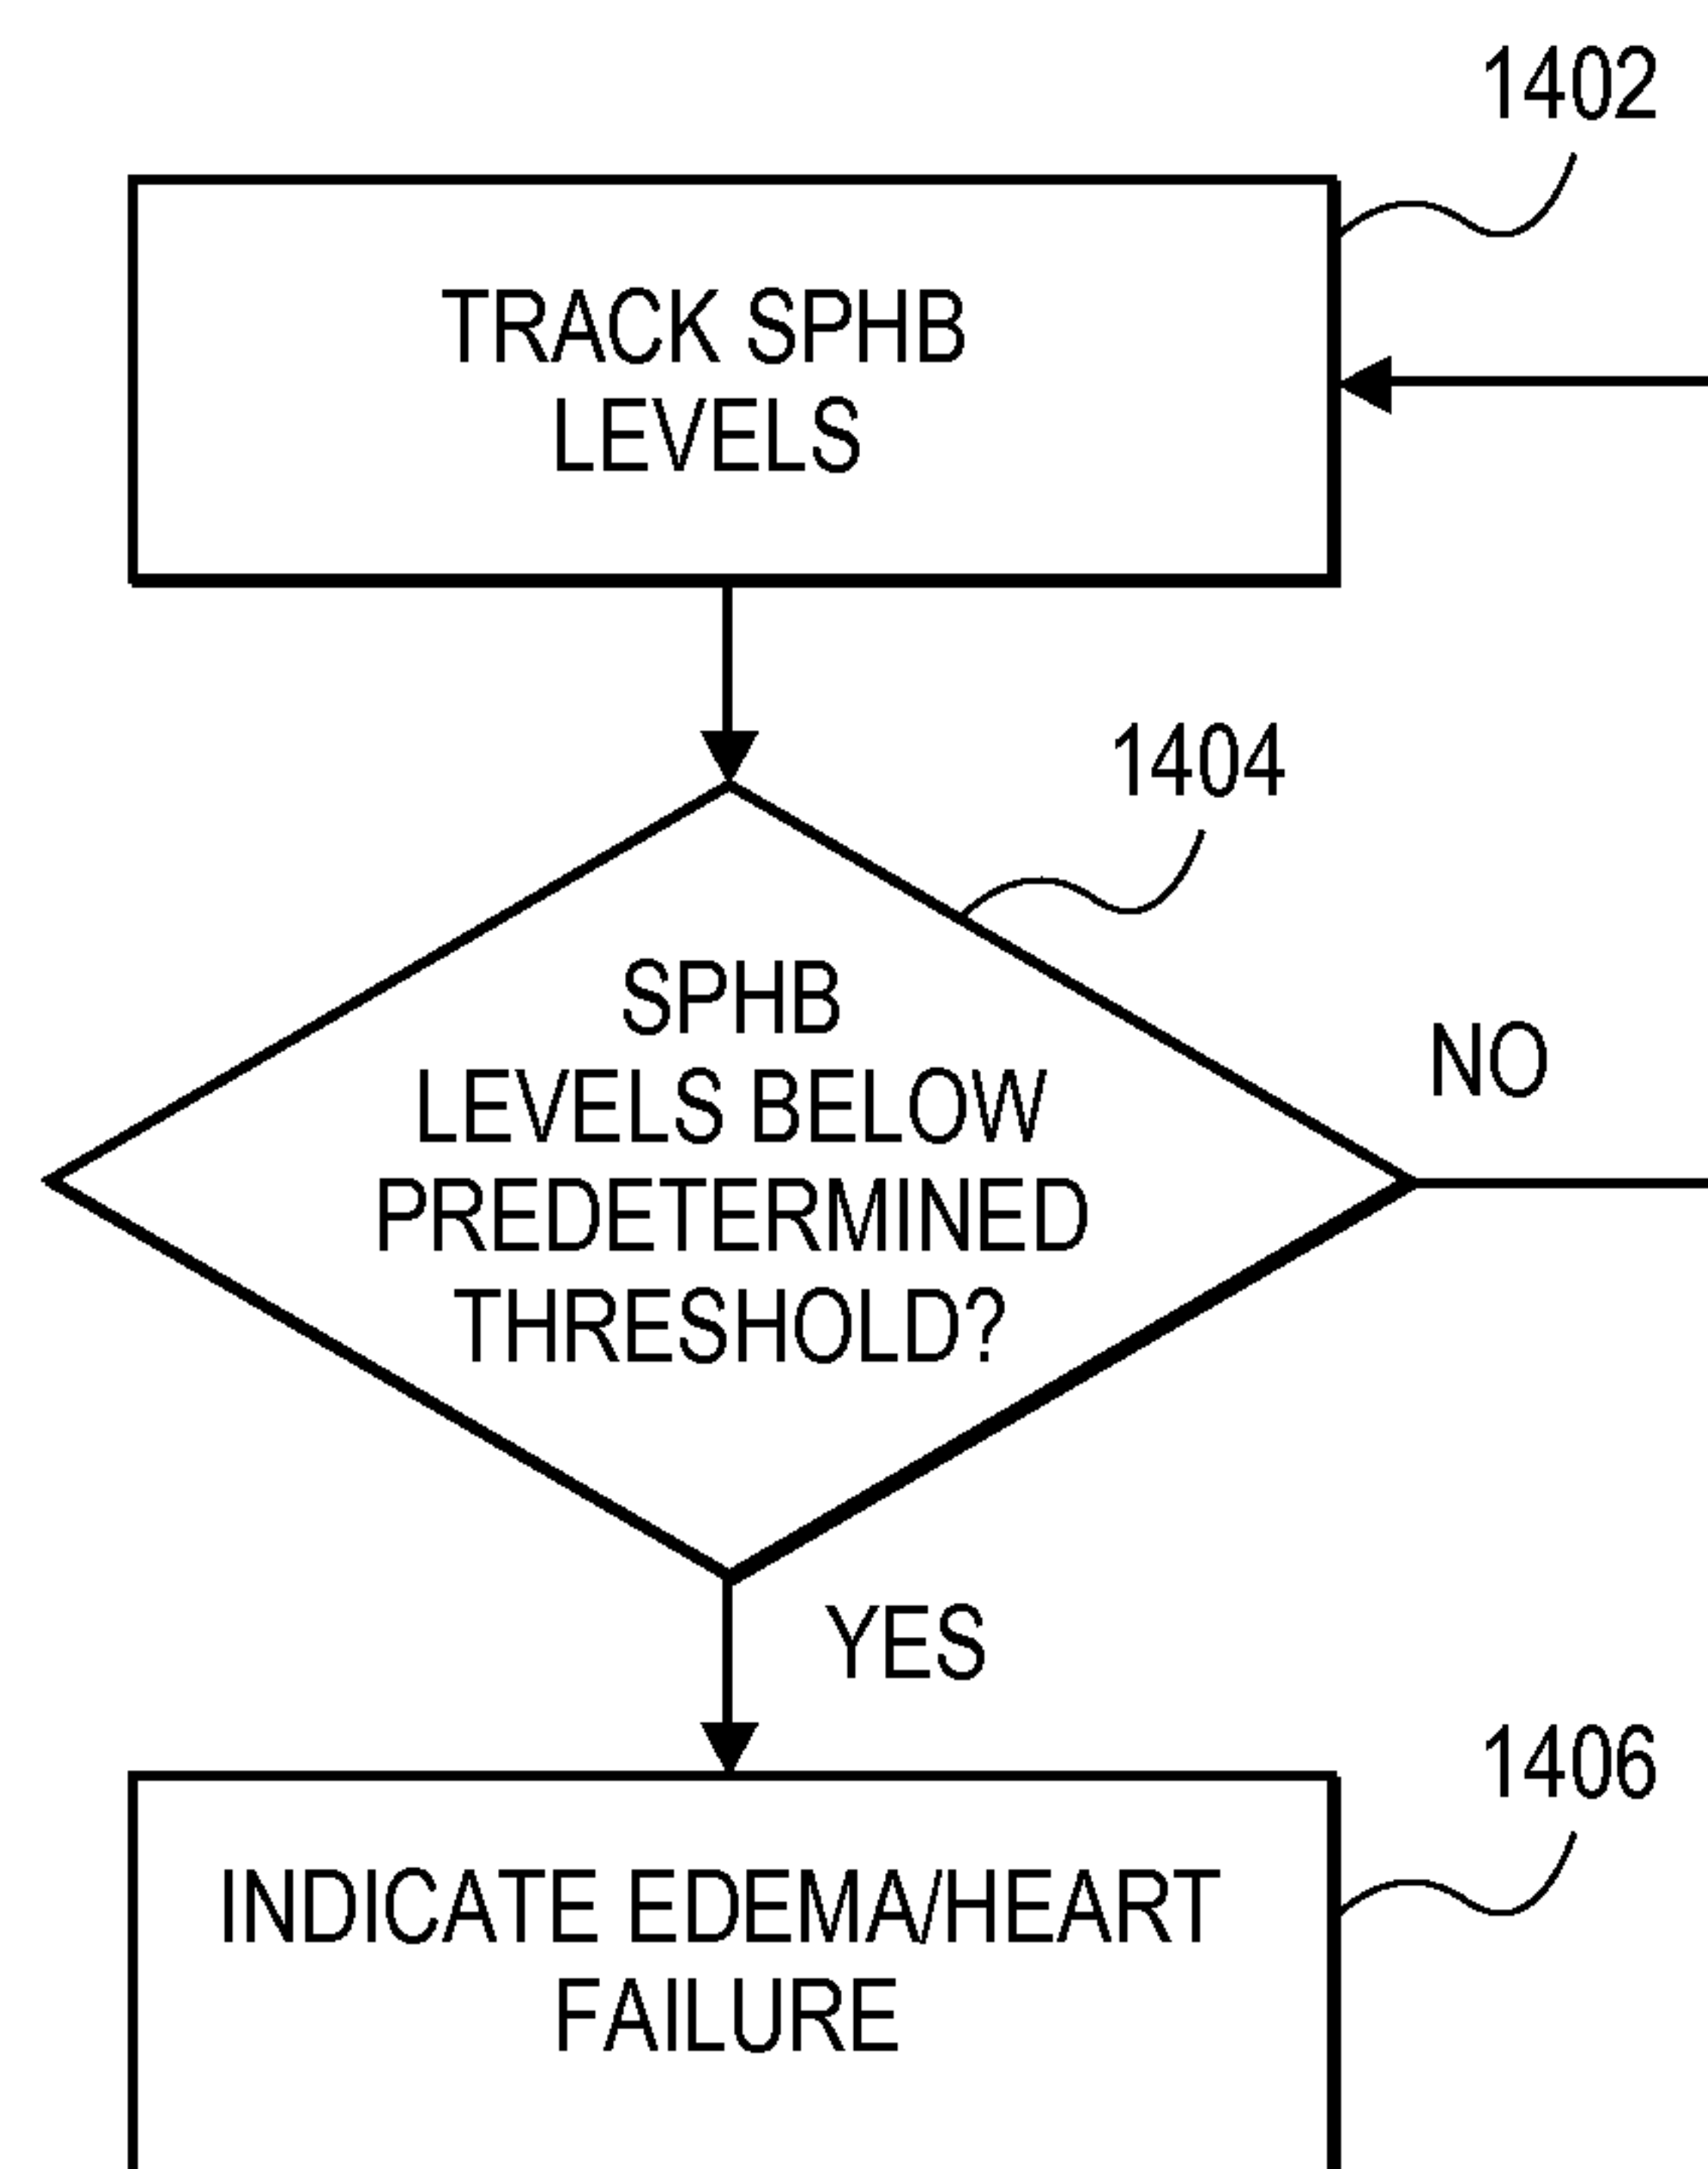 1402
TRACK SPHB
LEVELS
1404
SPHB
LEVELS BELOW
PREDETERMINED
THRESHOLD?
NO
YES
1406
INDICATE EDEMA/HEART
FAILURE